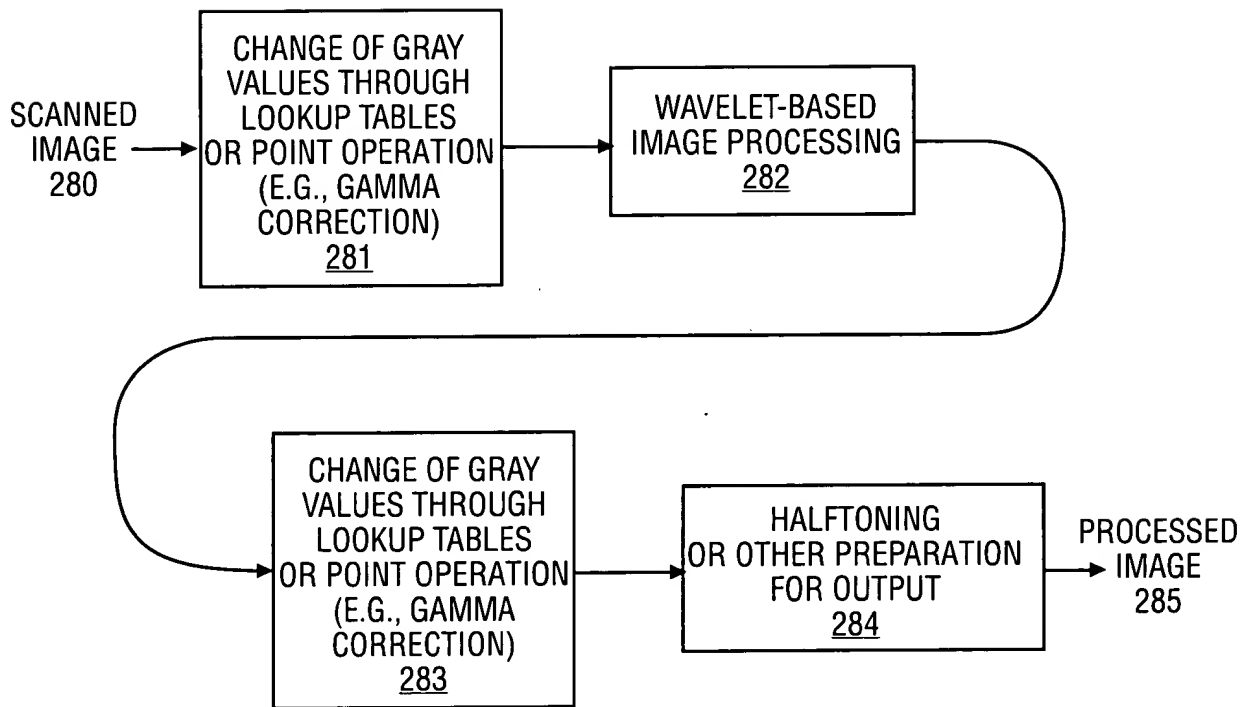 SCANNED
IMAGE
280
CHANGE OF GRAY
VALUES THROUGH
LOOKUP TABLES
OR POINT OPERATION
(E.G., GAMMA
CORRECTION)
281
WAVELET-BASED
IMAGE PROCESSING
282
CHANGE OF GRAY
VALUES THROUGH
LOOKUP TABLES
OR POINT OPERATION
(E.G., GAMMA
CORRECTION)
283
HALFTONING
OR OTHER PREPARATION
FOR OUTPUT
284
PROCESSED
IMAGE
285